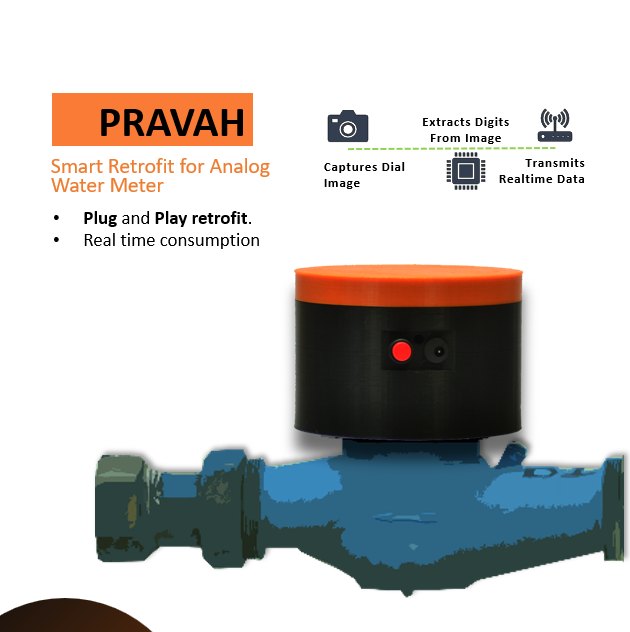 PRAVAH
Smart Retrofit for Analog
Water Meter
• Plug and Play retrofit.
• Real time consumption
Extracts Digits
From Image
Captures Dial
Image
Transmits
Realtime Data